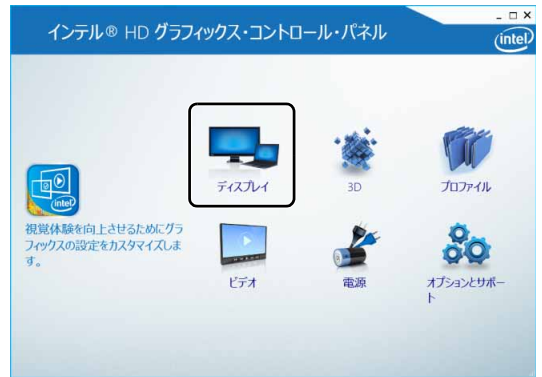 インテル® HD グラフィックス・コントロール・パネル
intel
ディスプレイ
3D
プロファイル
intel
視覚体験を向上させるためにグラ
フィックスの設定をカスタマイズしま
す。
ビデオ
電源
オプションとサポー
ト